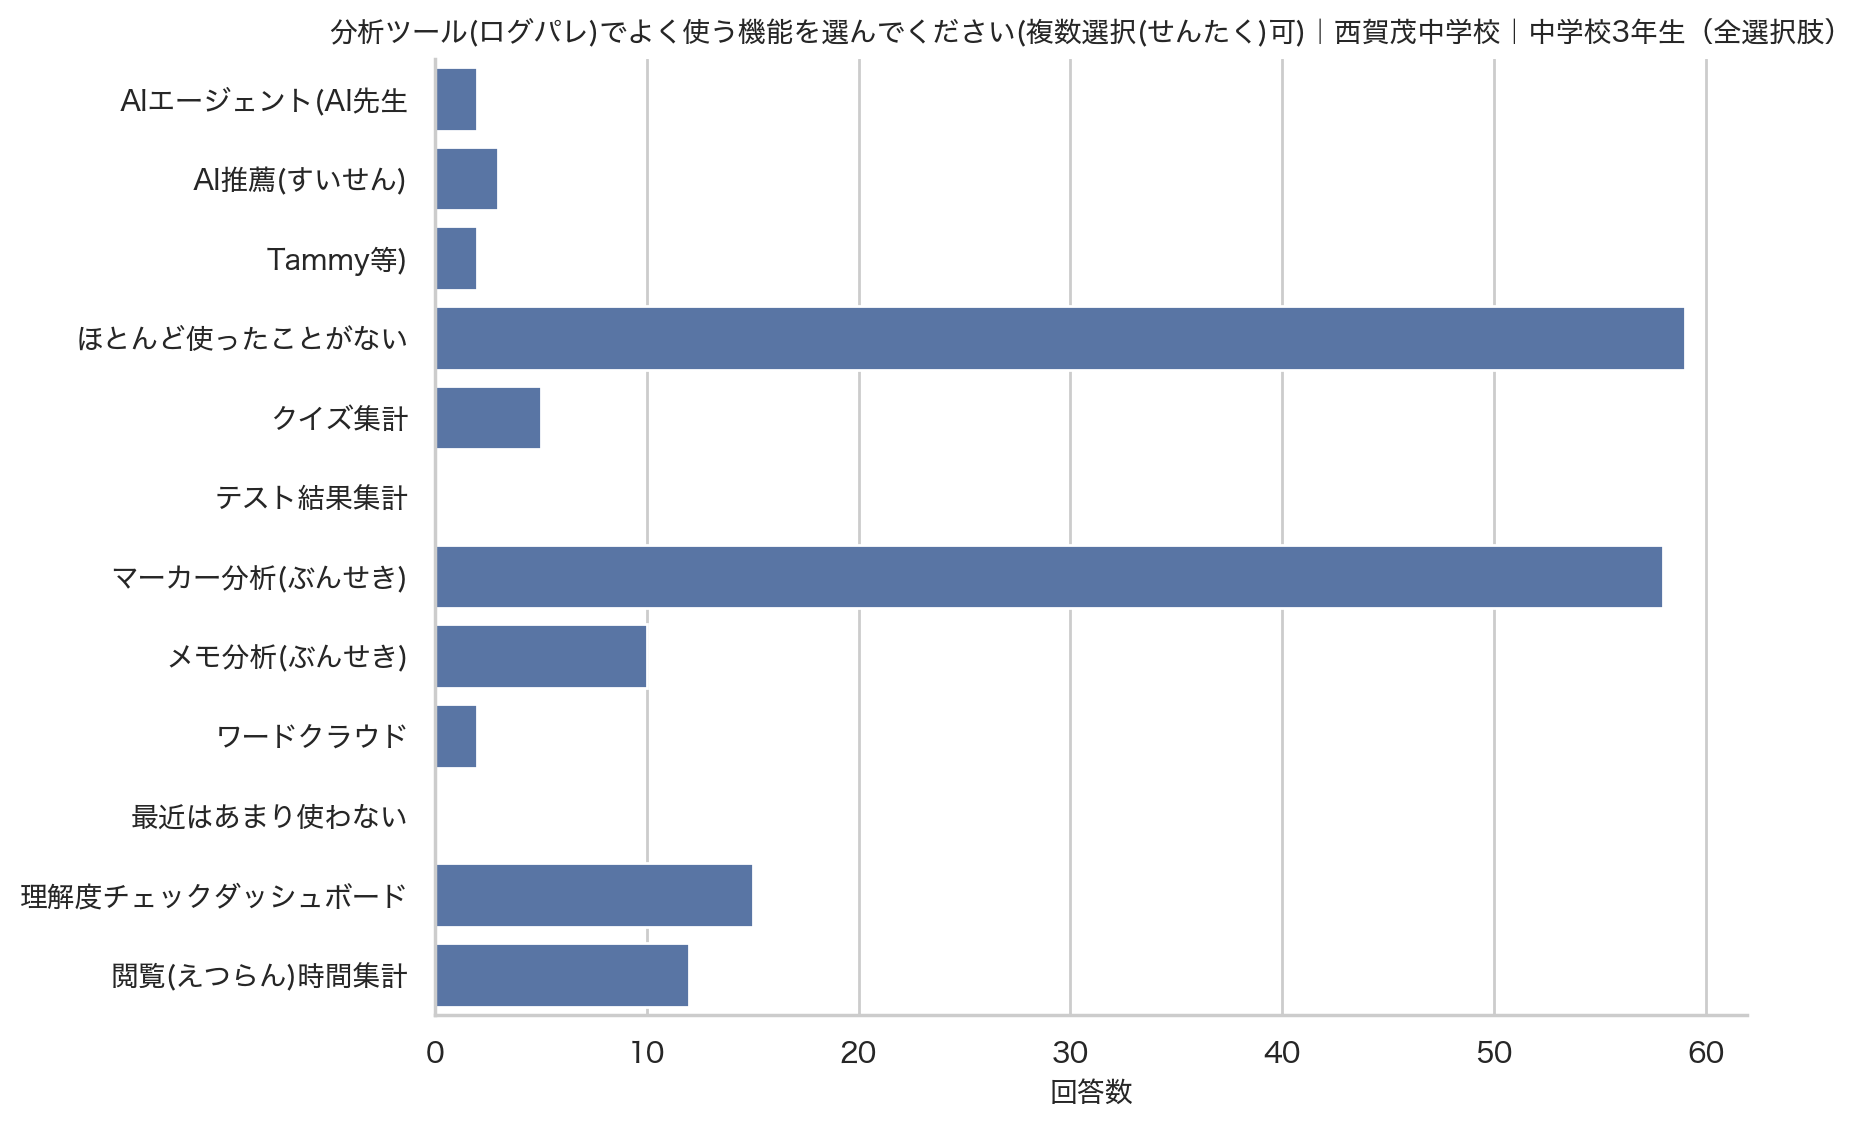 分析ツール(ログパレ)でよく使う機能を選んでください(複数選択(せんたく)可)｜西賀茂中学校｜中学校3年生（全選択肢）
AIエージェント(AI先生
AI推薦(すいせん)
Tammy等)
ほとんど使ったことがない
クイズ集計
テスト結果集計
マーカー分析(ぶんせき)
メモ分析(ぶんせき)
ワードクラウド
最近はあまり使わない
理解度チェックダッシュボード
閲覧(えつらん)時間集計
0 10 20 30 40 50 60
回答数